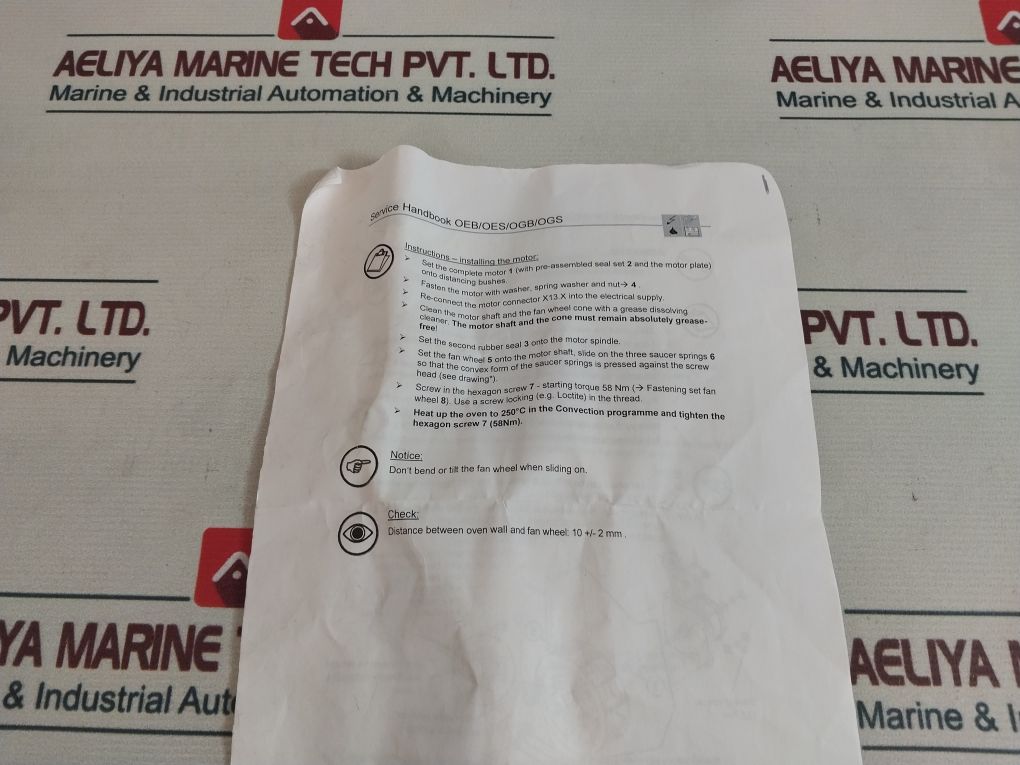 AELIYA MARINE TECH PVT. LTD.
Marine & Industrial Automation & Machinery
AELIYA MARINE
Marine & Industrial A
Service Handbook OEB/OES/OGB/OGS
Instructions – installing the motor:
➢ Set the complete motor 1 (with pre-assembled seal set 2 and the motor plate)
onto distancing bushes.
➢ Fasten the motor with washer, spring washer and nut→ 4 .
➢ Re-connect the motor connector X13.X into the electrical supply.
➢ Clean the motor shaft and the fan wheel cone with a grease dissolving
cleaner. The motor shaft and the cone must remain absolutely grease-
free!
➢ Set the second rubber seal 3 onto the motor spindle.
➢ Set the fan wheel 5 onto the motor shaft, slide on the three saucer springs 6
so that the convex form of the saucer springs is pressed against the screw
head (see drawing*).
➢ Screw in the hexagon screw 7 - starting torque 58 Nm (→ Fastening set fan
wheel 8). Use a screw locking (e.g. Loctite) in the thread.
➢ Heat up the oven to 250°C in the Convection programme and tighten the
hexagon screw 7 (58Nm).
Notice:
Don't bend or tilt the fan wheel when sliding on.
Check:
Distance between oven wall and fan wheel: 10 +/- 2 mm .
PVT. LTD.
Machinery
PVT. LTD.
& Machinery
YA MARINE T
& Industrial Auto
AELIYA M
Marine & I